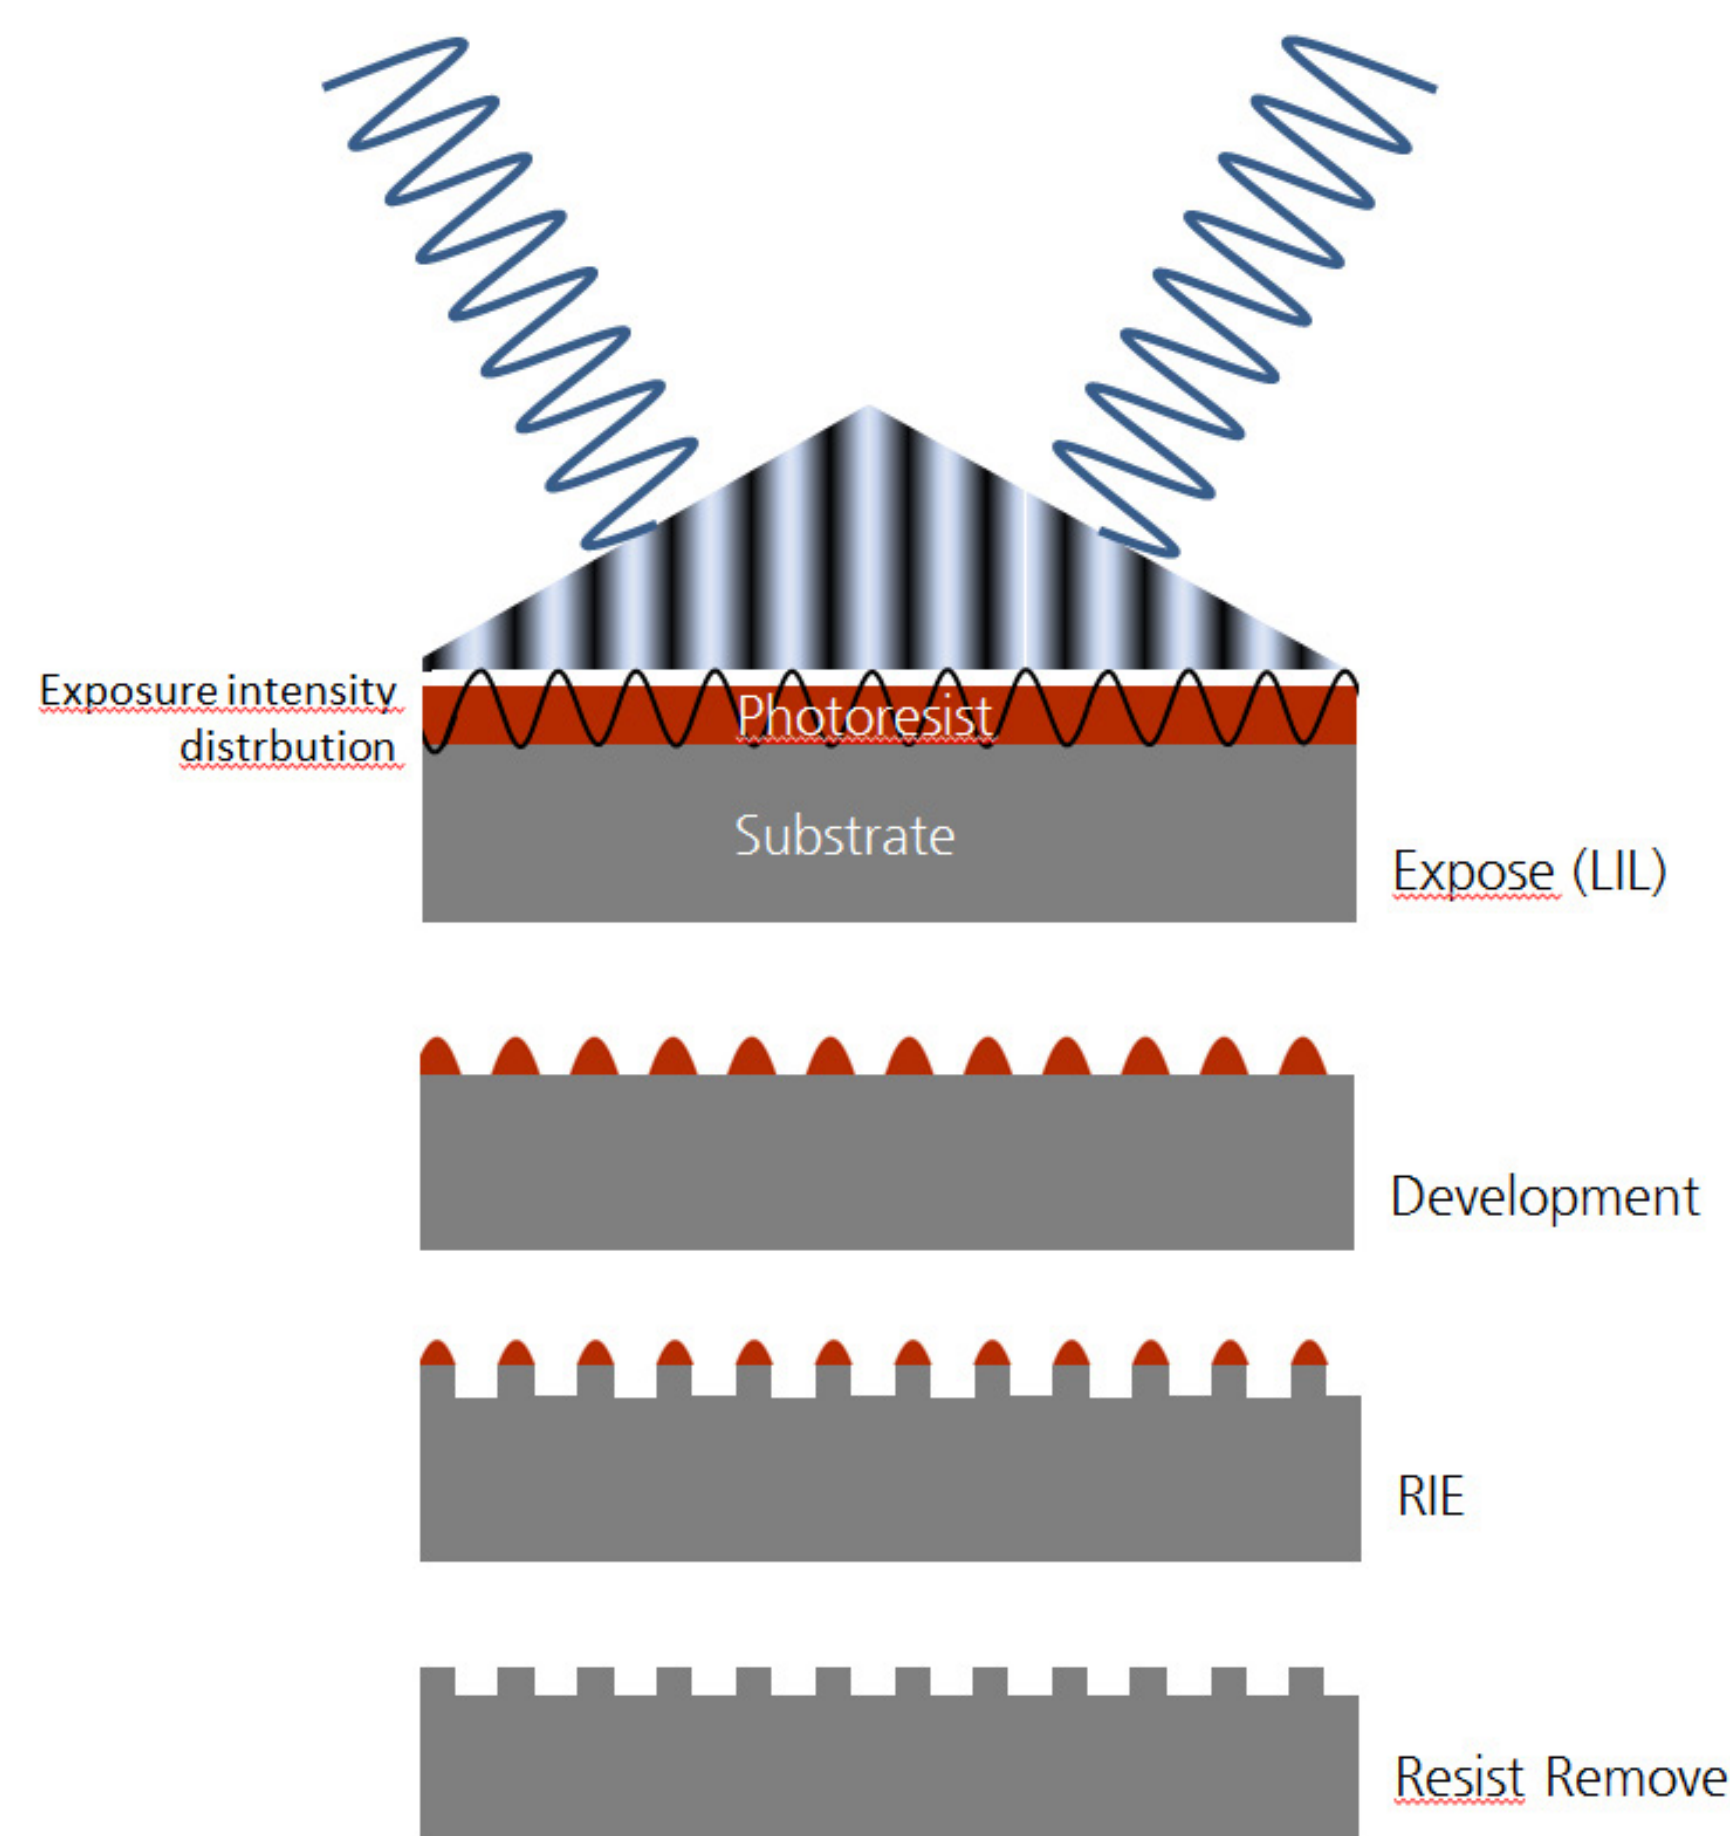 Exposure intensity
distrbution
Photoresist
Substrate
Expose (LIL)
Development
RIE
Resist Remove